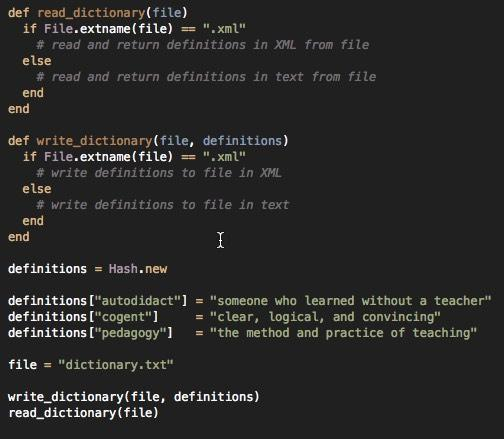 def read_dictionary(file)
  if File.extname(file) == ".xml"
    # read and return definitions in XML from file
  else
    # read and return definitions in text from file
  end
end

def write_dictionary(file, definitions)
  if File.extname(file) == ".xml"
    # write definitions to file in XML
  else
    # write definitions to file in text
  end
end

definitions = Hash.new

definitions["autodidact"] = "someone who learned without a teacher"
definitions["cogent"]     = "clear, logical, and convincing"
definitions["pedagogy"]   = "the method and practice of teaching"

file = "dictionary.txt"

write_dictionary(file, definitions)
read_dictionary(file)